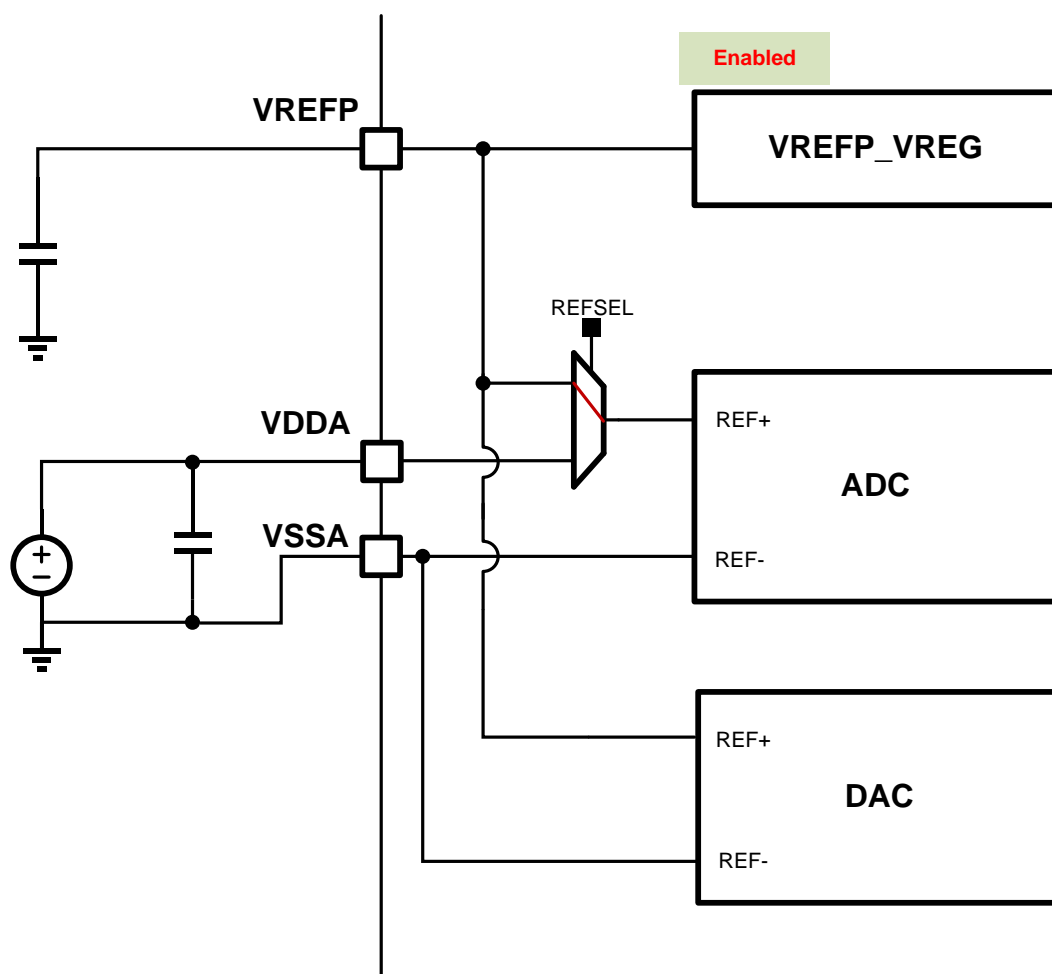 Enabled
VREFP
VREFP_VREG
REFSEL
VDDA
REF+
ADC
VSSA
REF-
+
−
REF+
DAC
REF-